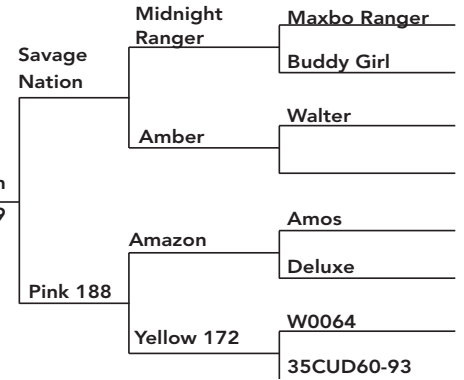 Midnight
Ranger
Maxbo Ranger
Savage
Nation
Buddy Girl
Walter
Amber
Amos
Amazon
Deluxe
Pink 188
W0064
Yellow 172
35CUD60-93